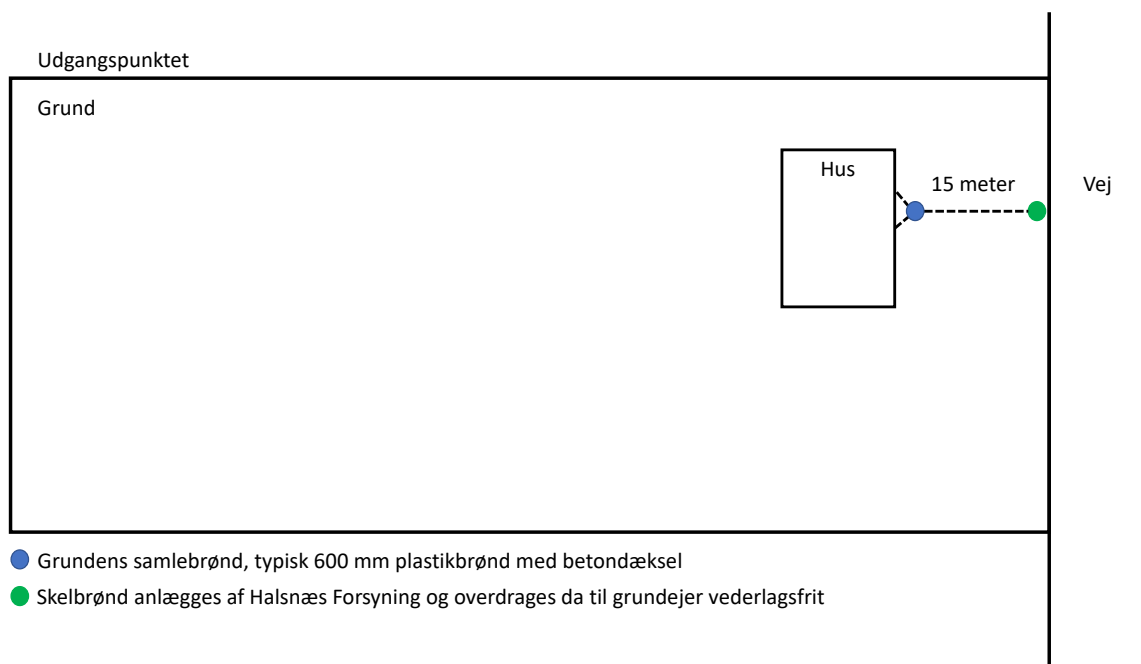 Udgangspunktet
Grund
Hus
15 meter
Vej
Grundens samlebrønd, typisk 600 mm plastikbrønd med betondæksel
Skelbrønd anlægges af Halsnæs Forsyning og overdrages da til grundejer vederlagsfrit